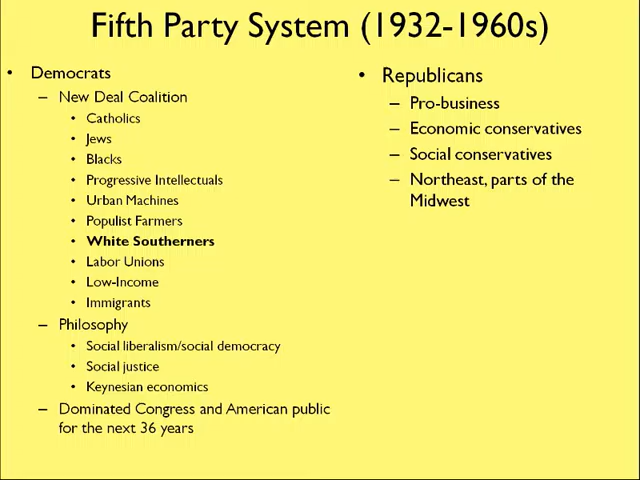 Fifth Party System (1932-1960s)
• Democrats
– New Deal Coalition
• Catholics
• Jews
• Blacks
• Progressive Intellectuals
• Urban Machines
• Populist Farmers
• White Southerners
• Labor Unions
• Low-Income
• Immigrants
– Philosophy
• Social liberalism/social democracy
• Social justice
• Keynesian economics
– Dominated Congress and American public
for the next 36 years
• Republicans
– Pro-business
– Economic conservatives
– Social conservatives
– Northeast, parts of the
Midwest